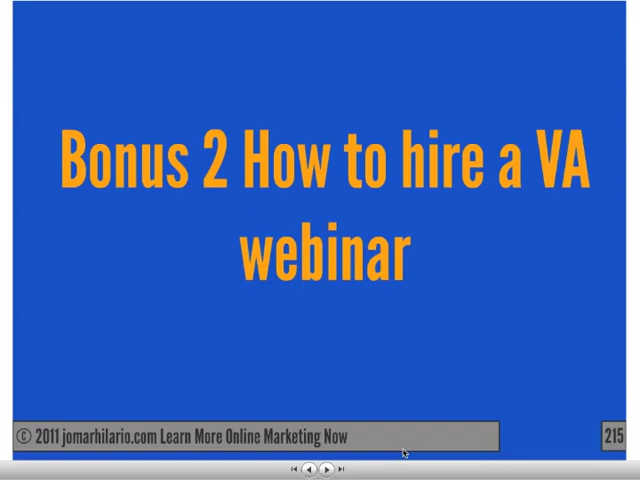 Bonus 2 How to hire a VA
webinar
© 2011 jomarhilario.com Learn More Online Marketing Now
215